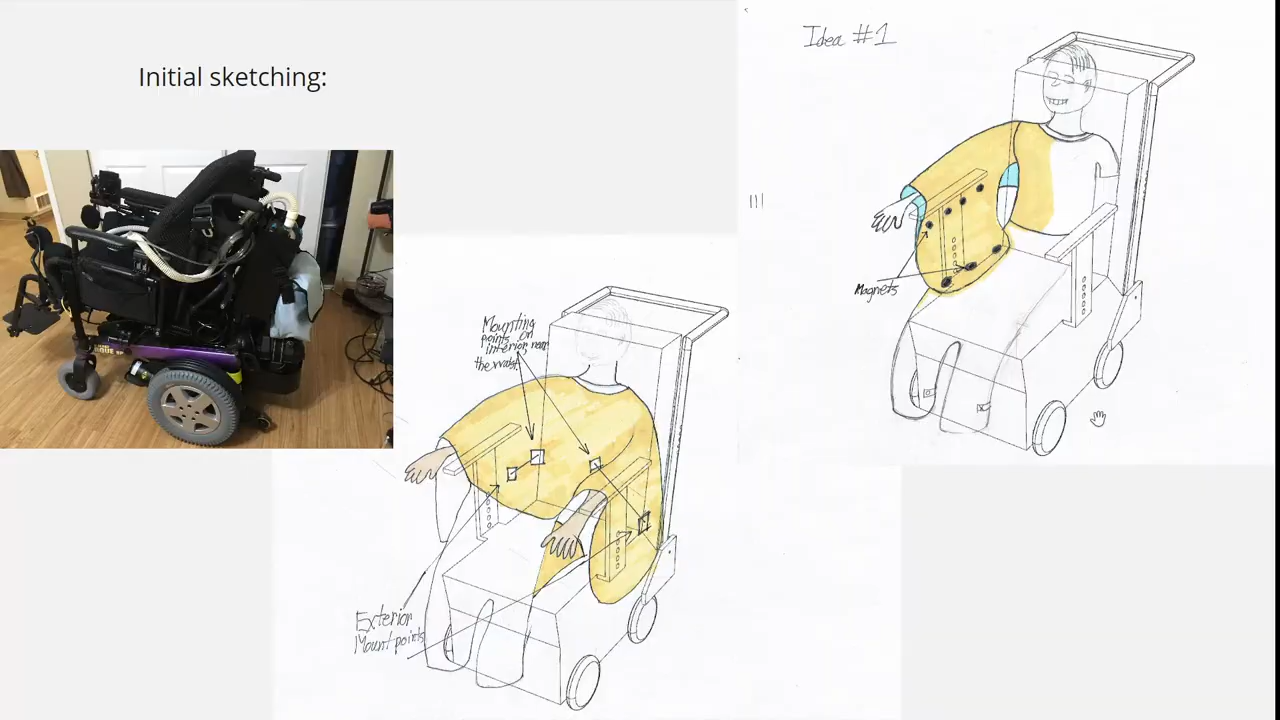 Initial sketching:
Idea #1
Magnets
Mounting
points on
interior near
the waist
Exterior
Mount points